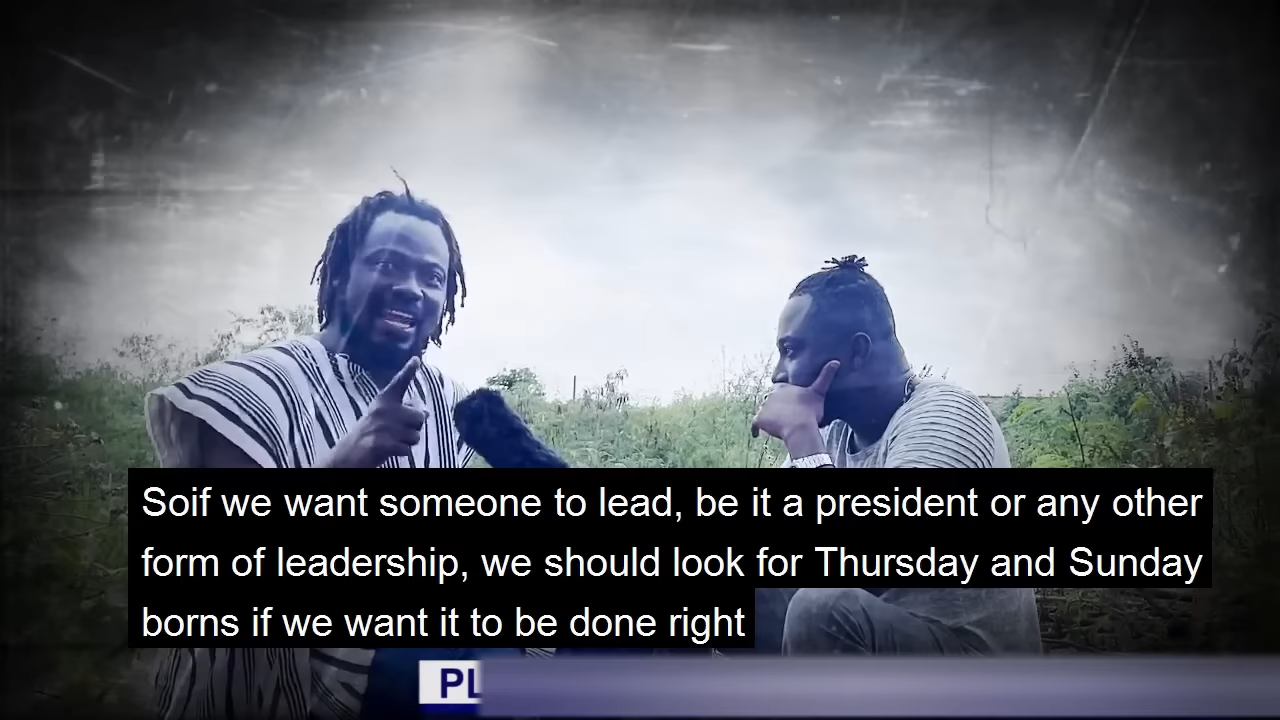 Soif we want someone to lead, be it a president or any other
form of leadership, we should look for Thursday and Sunday
borns if we want it to be done right
PL